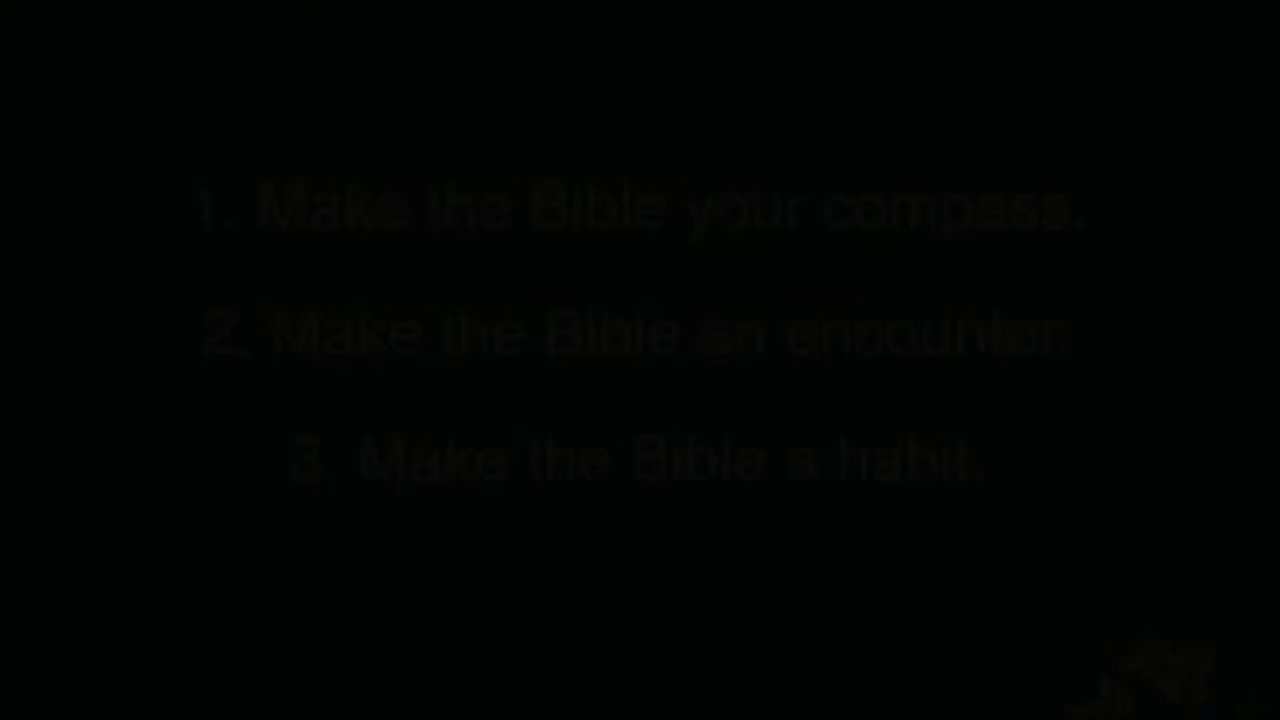 1. Make the Bible your compass.
2. Make the Bible an encounter.
3. Make the Bible a habit.